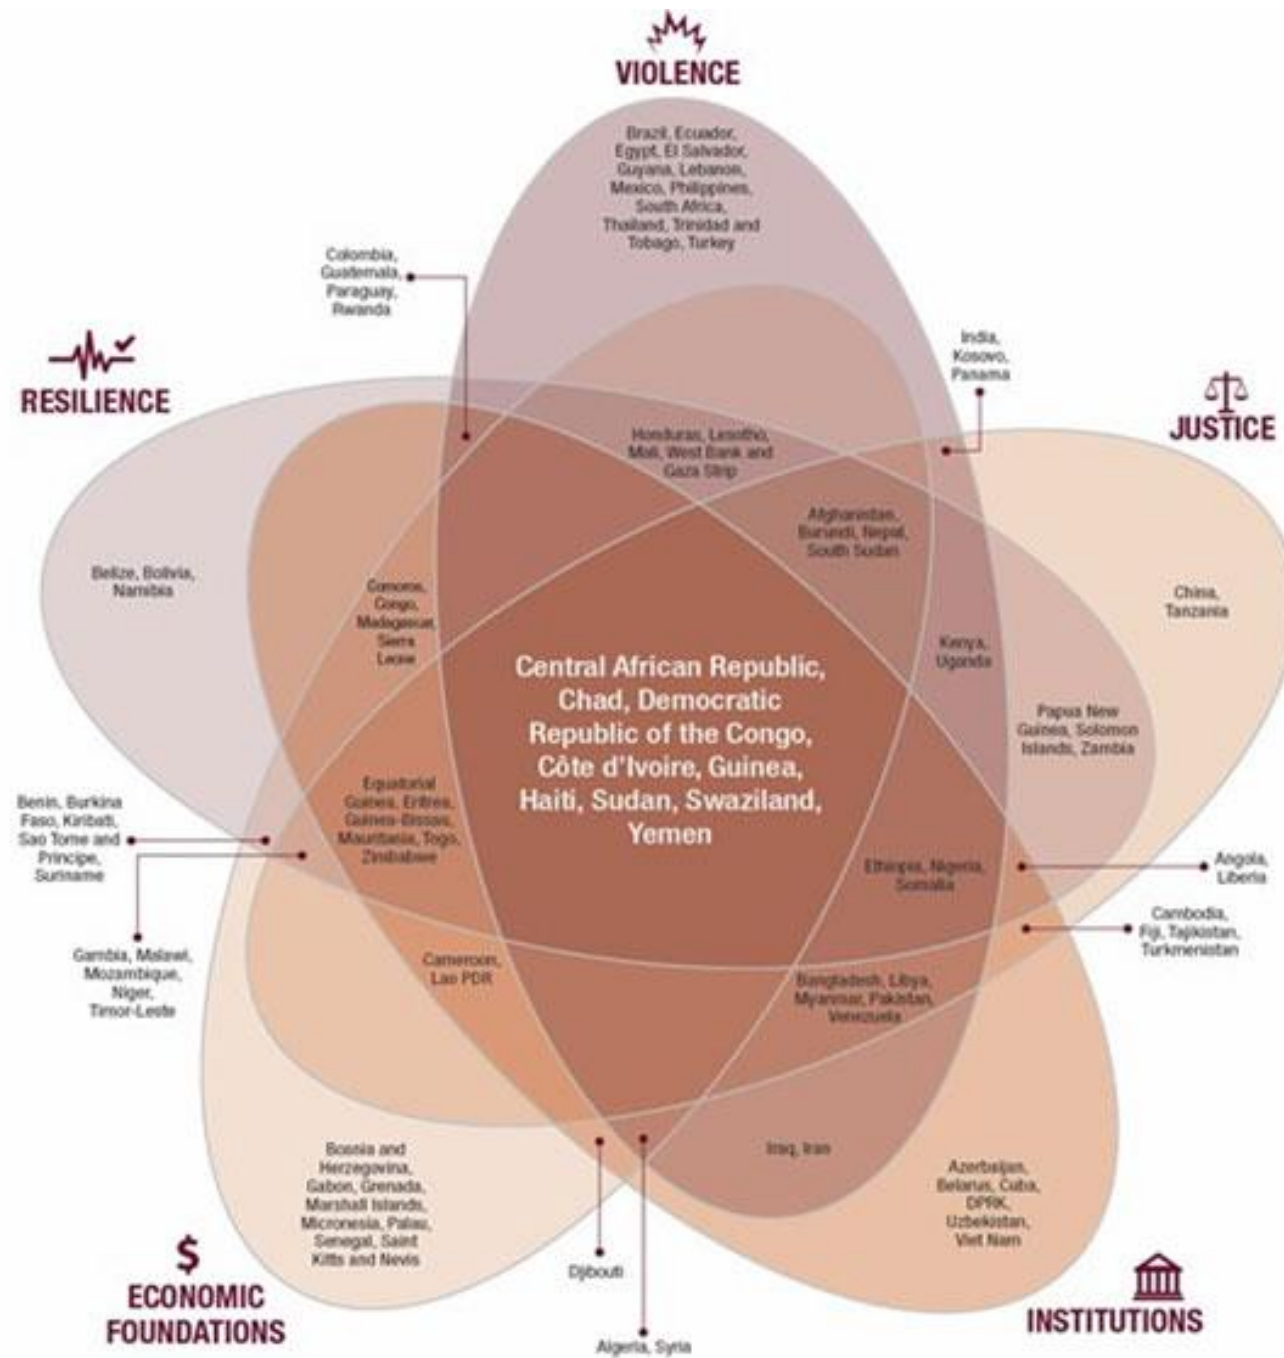 VIOLENCE
Brazil, Ecuador,
Egypt, El Salvador,
Guyana, Lebanon,
Mexico, Philippines,
South Africa,
Thailand, Trinidad and
Tobago, Turkey
Colombia,
Guatemala,
Paraguay,
Rwanda
India,
Kosovo,
Panama
RESILIENCE
JUSTICE
Honduras, Lesotho,
Mali, West Bank and
Gaza Strip
Afghanistan,
Burundi, Nepal,
South Sudan
Belize, Bolivia,
Namibia
Comoros,
Congo,
Madagascar,
Sierra
Leone
China,
Tanzania
Kenya,
Uganda
Central African Republic,
Chad, Democratic
Republic of the Congo,
Côte d'Ivoire, Guinea,
Haiti, Sudan, Swaziland,
Yemen
Papua New
Guinea, Solomon
Islands, Zambia
Equatorial
Guinea, Eritrea,
Guinea-Bissau,
Mauritania, Togo,
Zimbabwe
Benin, Burkina
Faso, Kiribati,
Sao Tome and
Principe,
Suriname
Ethiopia, Nigeria,
Somalia
Angola,
Liberia
Cambodia,
Fiji, Tajikistan,
Turkmenistan
Gambia, Malawi,
Mozambique,
Niger,
Timor-Leste
Cameroon,
Lao PDR
Bangladesh, Libya,
Myanmar, Pakistan,
Venezuela
Bosnia and
Herzegovina,
Gabon, Grenada,
Marshall Islands,
Micronesia, Palau,
Senegal, Saint
Kitts and Nevis
Iraq, Iran
Azerbaijan,
Belarus, Cuba,
DPRK,
Uzbekistan,
Viet Nam
$
ECONOMIC
FOUNDATIONS
Djibouti
INSTITUTIONS
Algeria, Syria